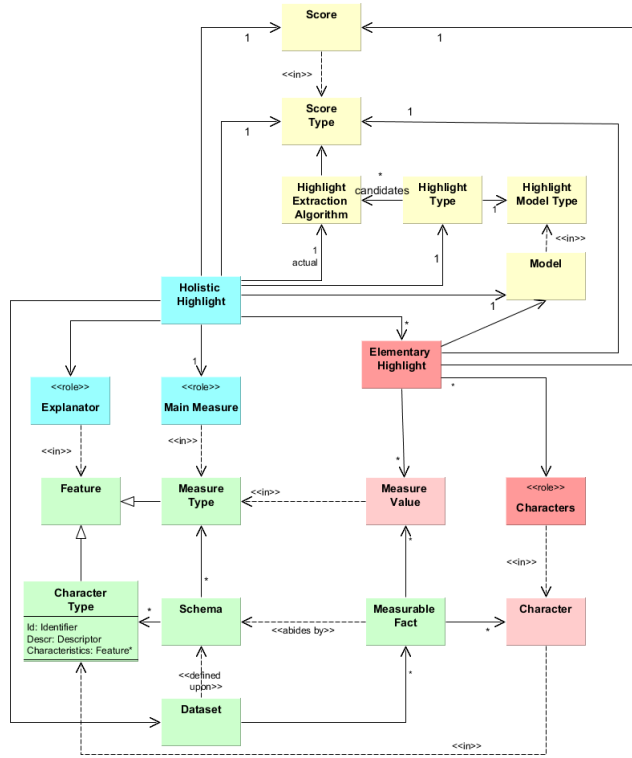 Score
1
1
<<in>>
Score
Type
1
1
*
candidates
Highlight
Extraction
Algorithm
Highlight
Type
1
Highlight
Model Type
<<in>>
1
actual
1
Model
Holistic
Highlight
1
*
Elementary
Highlight
1
*
<<role>>
Explanator
<<role>>
Main Measure
<<in>>
<<in>>
*
Feature
Measure
Type
<<in>>
Measure
Value
<<role>>
Characters
*
<<in>>
*
Character
Type
Id: Identifier
Descr: Descriptor
Characteristics: Feature*
*
Schema
<<abides by>>
Measurable
Fact
*
Character
<<defined
upon>>
*
Dataset
<<in>>